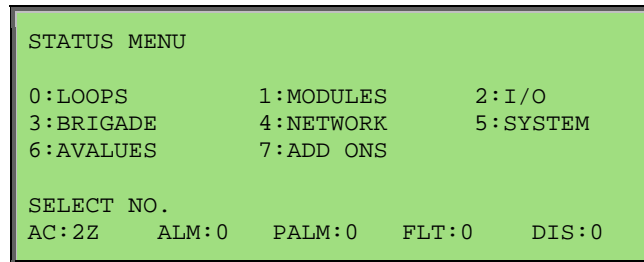 STATUS MENU
0:LOOPS 1:MODULES 2:I/O
3:BRIGADE 4:NETWORK 5:SYSTEM
6:AVALUES 7:ADD ONS
SELECT NO.
AC:2Z ALM:0 PALM:0 FLT:0 DIS:0